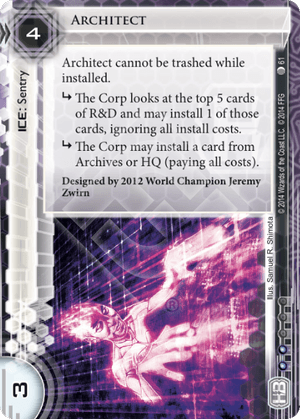 4
ARCHITECT
Architect cannot be trashed while
installed.
↳ The Corp looks at the top 5 cards
of R&D and may install 1 of those
cards, ignoring all install costs.
↳ The Corp may install a card from
Archives or HQ (paying all costs).
Designed by 2012 World Champion Jeremy
Zwirn
ICE: Sentry
61
© 2014 Wizards of the Coast LLC. © 2014 FFG
Illus. Samuel R. Shimota
3
HB